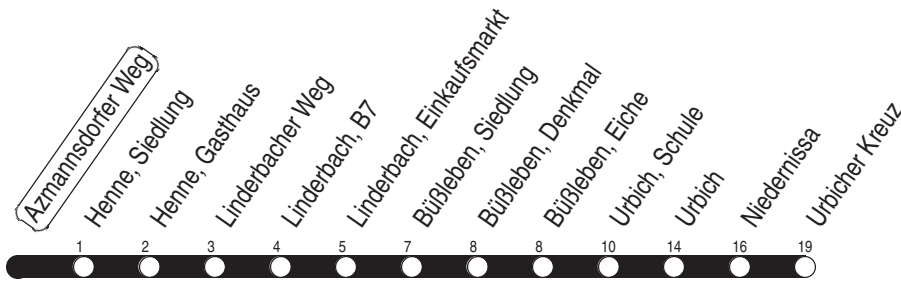 Azmannsdorfer Weg
Henne, Siedlung
Henne, Gasthaus
Linderbacher Weg
Linderbach, B7
Linderbach, Einkaufsmarkt
Büßleben, Siedlung
Büßleben, Denkmal
Büßleben, Eiche
Urbich, Schule
Urbich
Niedernissa
Urbicher Kreuz
1 2 3 4 5 7 8 8 10 14 16 19